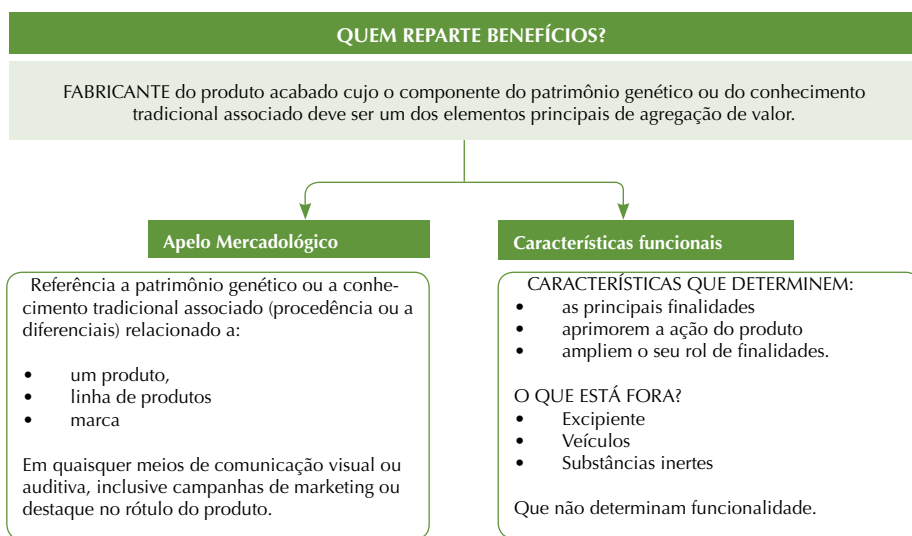 QUEM REPARTE BENEFÍCIOS?
FABRICANTE do produto acabado cujo o componente do patrimônio genético ou do conhecimento
tradicional associado deve ser um dos elementos principais de agregação de valor.
Apelo Mercadológico
Referência a patrimônio genético ou a conhe-
cimento tradicional associado (procedência ou a
diferenciais) relacionado a:
• um produto,
• linha de produtos
• marca
Em quaisquer meios de comunicação visual ou
auditiva, inclusive campanhas de marketing ou
destaque no rótulo do produto.
Características funcionais
CARACTERÍSTICAS QUE DETERMINEM:
• as principais finalidades
• aprimorem a ação do produto
• ampliem o seu rol de finalidades.
O QUE ESTÁ FORA?
• Excipiente
• Veículos
• Substâncias inertes
Que não determinam funcionalidade.